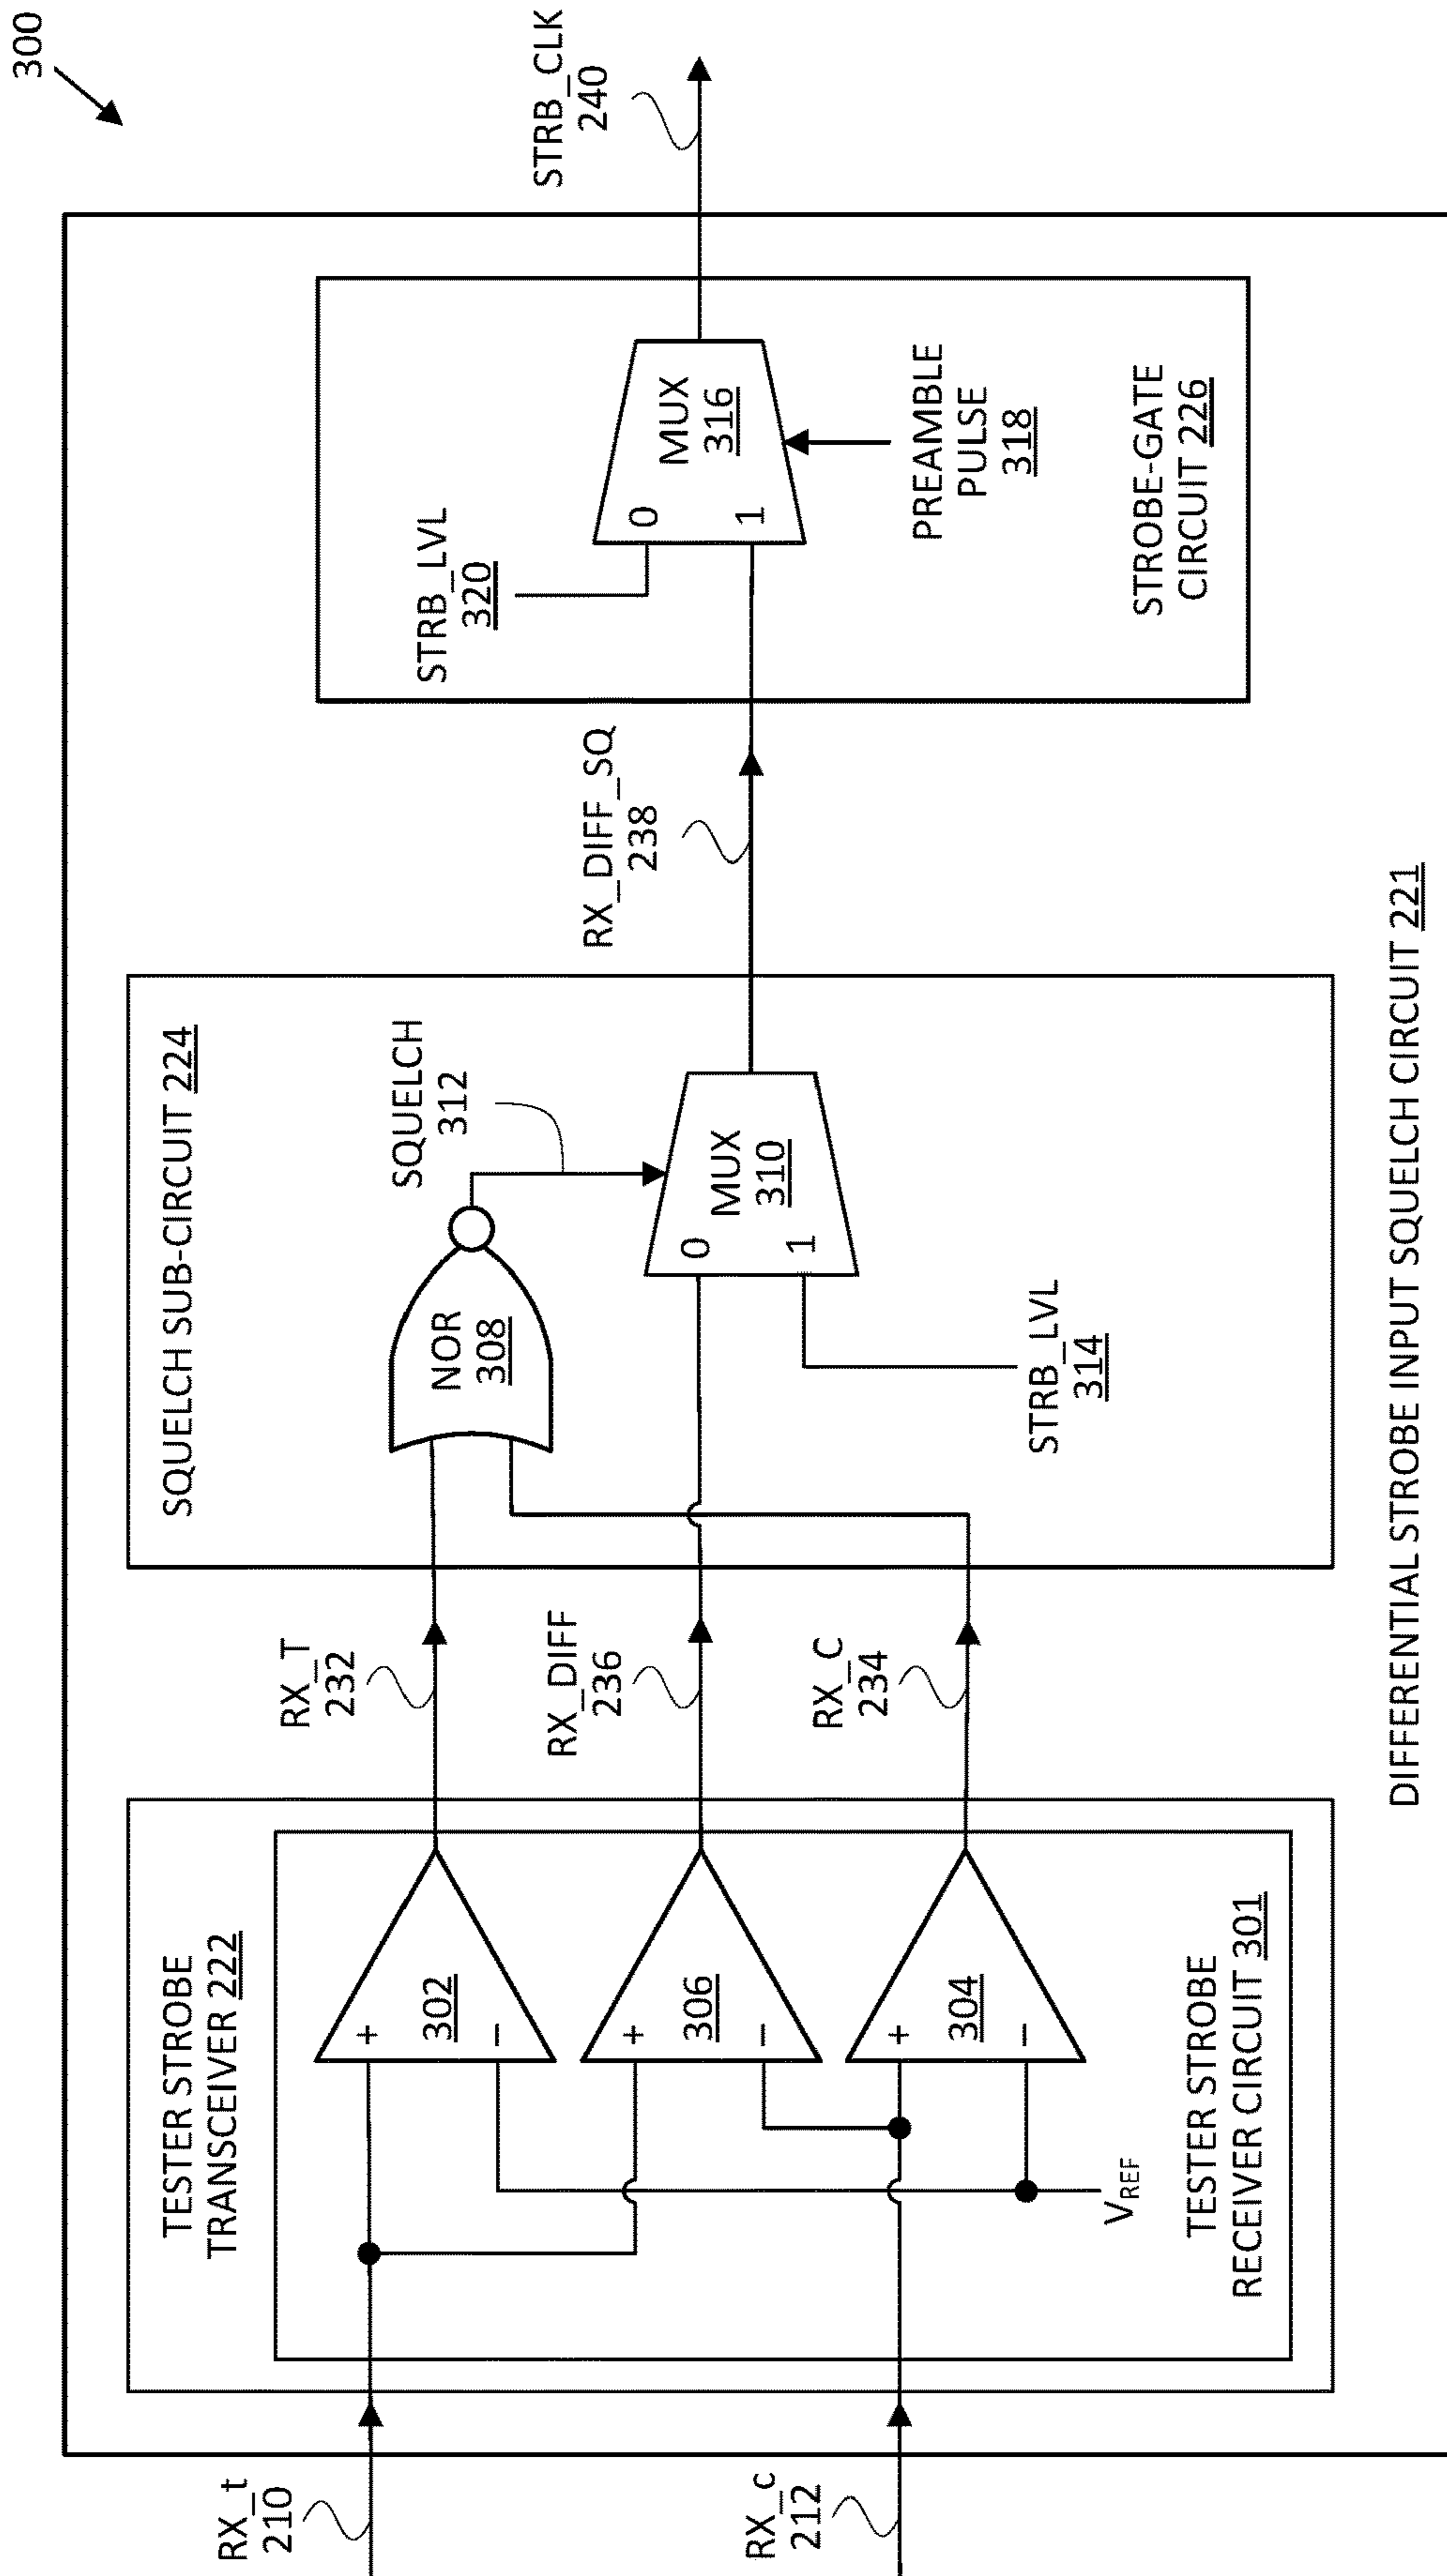 300
RX_t
210
RX_c
212
TESTER STROBE
TRANSCEIVER 222
+
302
−
+
306
−
+
304
−
V_REF
TESTER STROBE
RECEIVER CIRCUIT 301
RX_T
232
RX_DIFF
236
RX_C
234
SQUELCH SUB-CIRCUIT 224
NOR
308
SQUELCH
312
0
MUX
310
1
STRB_LVL
314
RX_DIFF_SQ
238
STRB_LVL
320
0
MUX
316
1
PREAMBLE
PULSE
318
STROBE-GATE
CIRCUIT 226
STRB_CLK
240
DIFFERENTIAL STROBE INPUT SQUELCH CIRCUIT 221